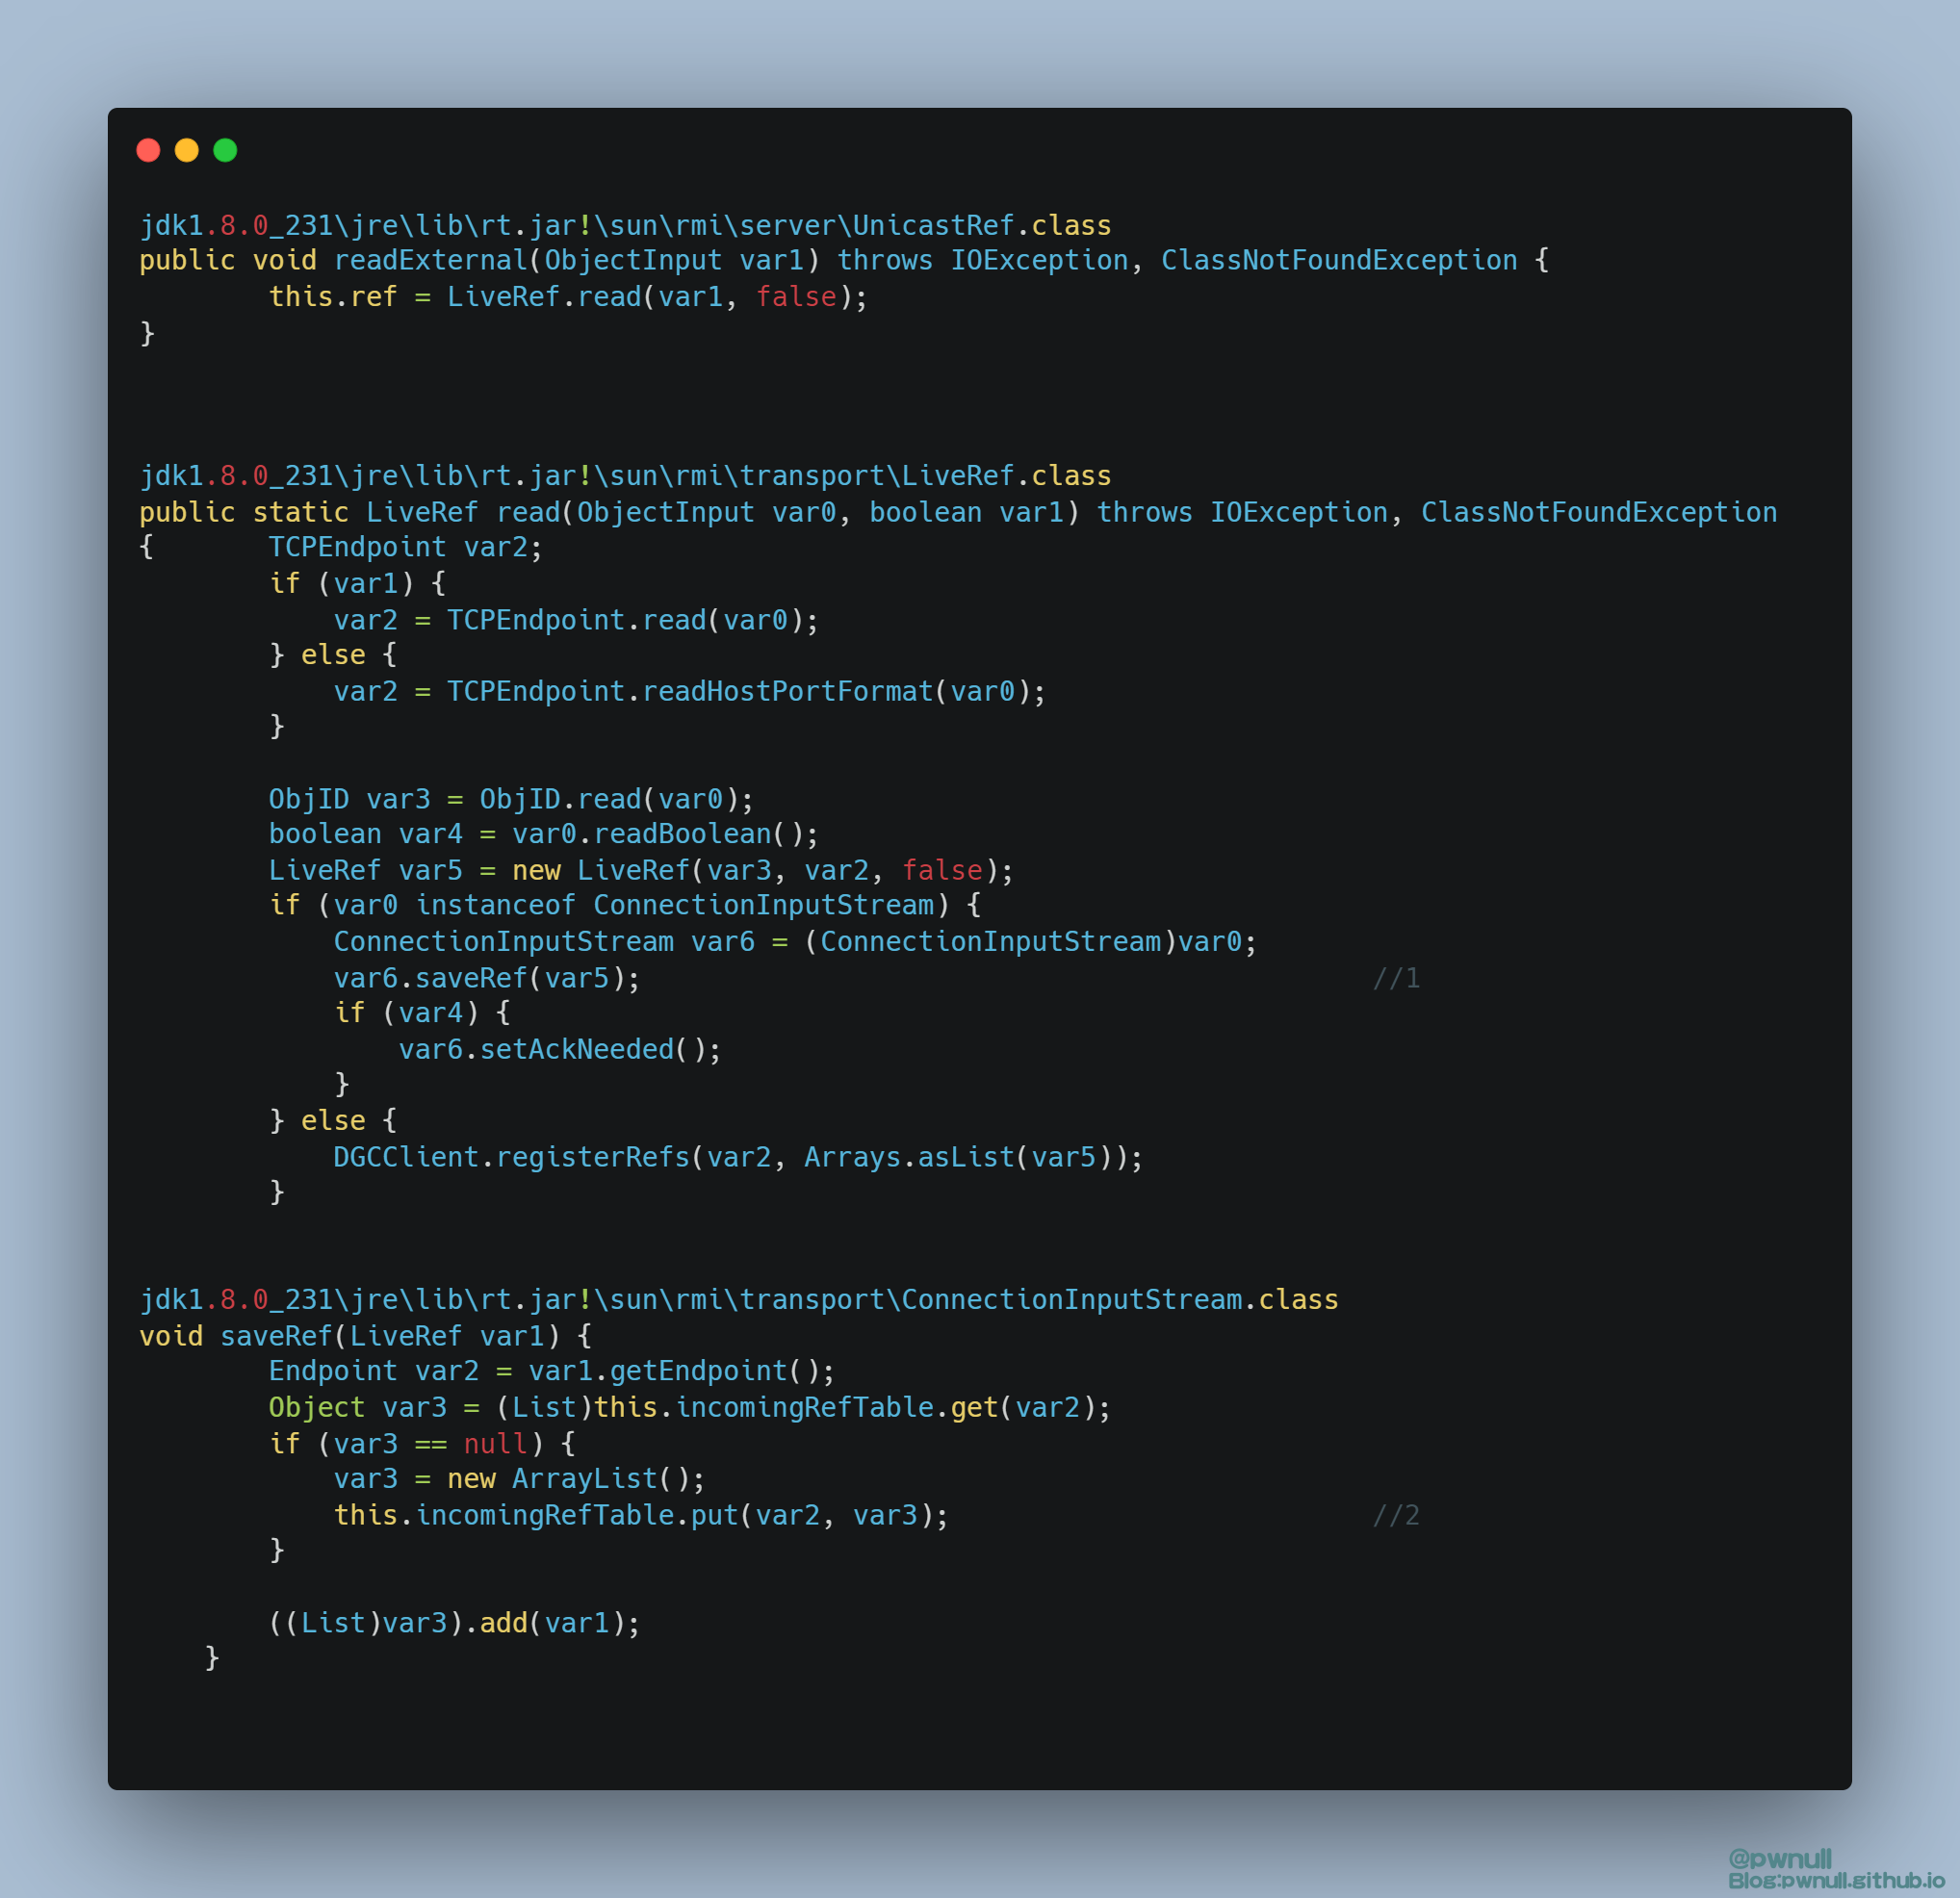 jdk1.8.0_231\jre\lib\rt.jar!\sun\rmi\server\UnicastRef.class
public void readExternal(ObjectInput var1) throws IOException, ClassNotFoundException {
        this.ref = LiveRef.read(var1, false);
}
jdk1.8.0_231\jre\lib\rt.jar!\sun\rmi\transport\LiveRef.class
public static LiveRef read(ObjectInput var0, boolean var1) throws IOException, ClassNotFoundException
{       TCPEndpoint var2;
        if (var1) {
            var2 = TCPEndpoint.read(var0);
        } else {
            var2 = TCPEndpoint.readHostPortFormat(var0);
        }
        ObjID var3 = ObjID.read(var0);
        boolean var4 = var0.readBoolean();
        LiveRef var5 = new LiveRef(var3, var2, false);
        if (var0 instanceof ConnectionInputStream) {
            ConnectionInputStream var6 = (ConnectionInputStream)var0;
            var6.saveRef(var5);                                             //1
            if (var4) {
                var6.setAckNeeded();
            }
        } else {
            DGCClient.registerRefs(var2, Arrays.asList(var5));
        }
jdk1.8.0_231\jre\lib\rt.jar!\sun\rmi\transport\ConnectionInputStream.class
void saveRef(LiveRef var1) {
        Endpoint var2 = var1.getEndpoint();
        Object var3 = (List)this.incomingRefTable.get(var2);
        if (var3 == null) {
            var3 = new ArrayList();
            this.incomingRefTable.put(var2, var3);                          //2
        }
        ((List)var3).add(var1);
    }
@pwnull
Blog:pwnull.github.io